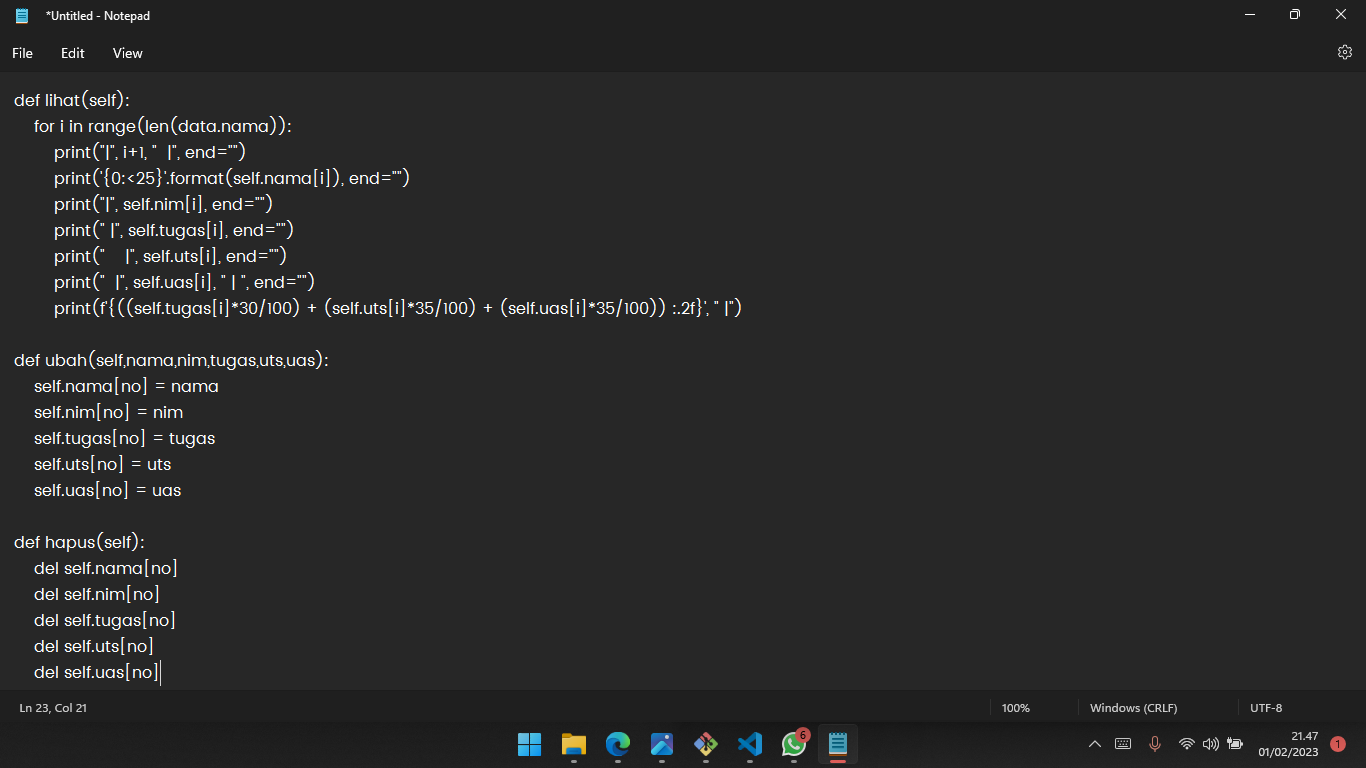 *Untitled - Notepad
File Edit View
def lihat(self):
    for i in range(len(data.nama)):
        print("|", i+1, "  |", end="")
        print('{0:<25}'.format(self.nama[i]), end="")
        print("|", self.nim[i], end="")
        print(" |", self.tugas[i], end="")
        print("    |", self.uts[i], end="")
        print("  |", self.uas[i], " | ", end="")
        print(f'{((self.tugas[i]*30/100) + (self.uts[i]*35/100) + (self.uas[i]*35/100)) :.2f}', " |")
def ubah(self,nama,nim,tugas,uts,uas):
    self.nama[no] = nama
    self.nim[no] = nim
    self.tugas[no] = tugas
    self.uts[no] = uts
    self.uas[no] = uas
def hapus(self):
    del self.nama[no]
    del self.nim[no]
    del self.tugas[no]
    del self.uts[no]
    del self.uas[no]
Ln 23, Col 21 100% Windows (CRLF) UTF-8
6
21.47
01/02/2023 1